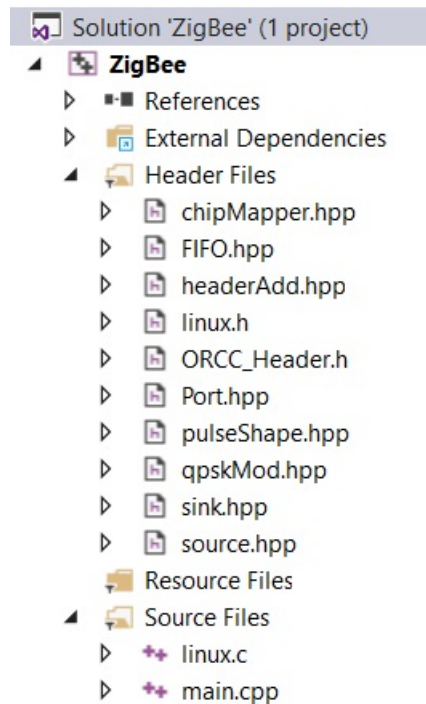 Solution 'ZigBee' (1 project)
ZigBee
References
External Dependencies
Header Files
chipMapper.hpp
FIFO.hpp
headerAdd.hpp
linux.h
ORCC_Header.h
Port.hpp
pulseShape.hpp
qpskMod.hpp
sink.hpp
source.hpp
Resource Files
Source Files
linux.c
main.cpp